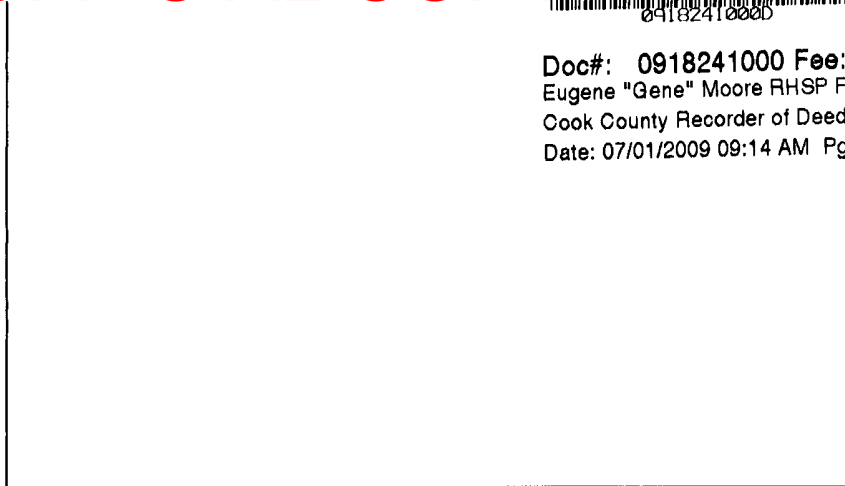 0918241000D
Doc#: 0918241000 Fee:
Eugene "Gene" Moore RHSP F
Cook County Recorder of Deed
Date: 07/01/2009 09:14 AM Pg